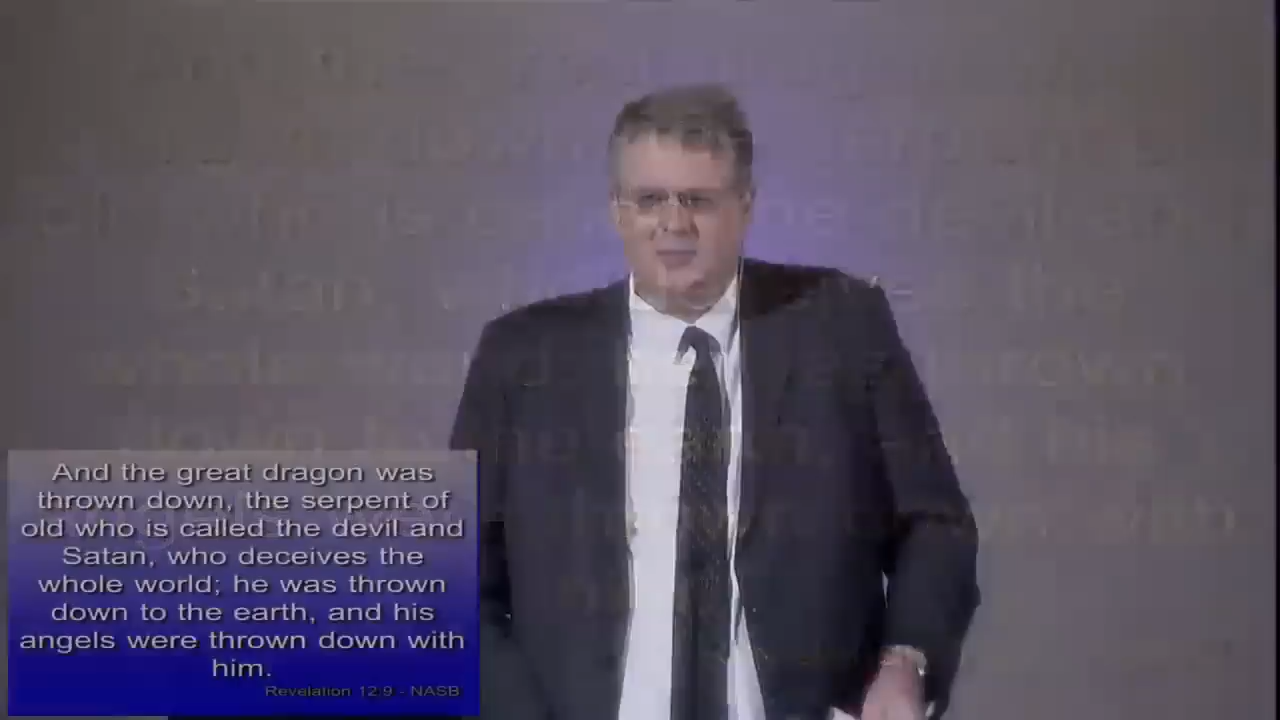 And the great dragon was
thrown down, the serpent of
old who is called the devil and
Satan, who deceives the
whole world; he was thrown
down to the earth, and his
angels were thrown down with
him.
Revelation 12:9 - NASB